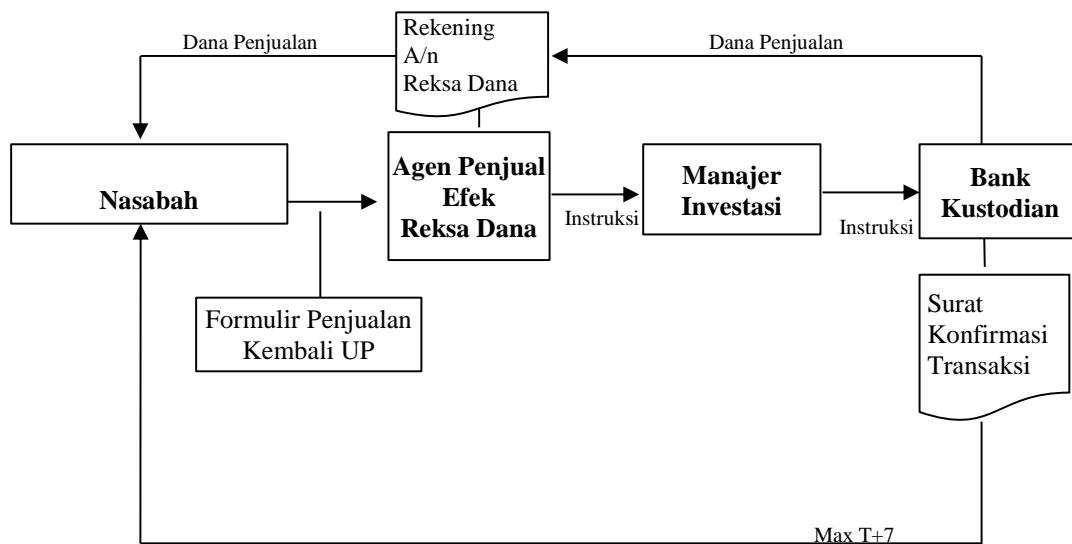 Dana Penjualan
Rekening
A/n
Reksa Dana
Dana Penjualan
Nasabah
Agen Penjual
Efek
Reksa Dana
Instruksi
Manajer
Investasi
Instruksi
Bank
Kustodian
Formulir Penjualan
Kembali UP
Surat
Konfirmasi
Transaksi
Max T+7